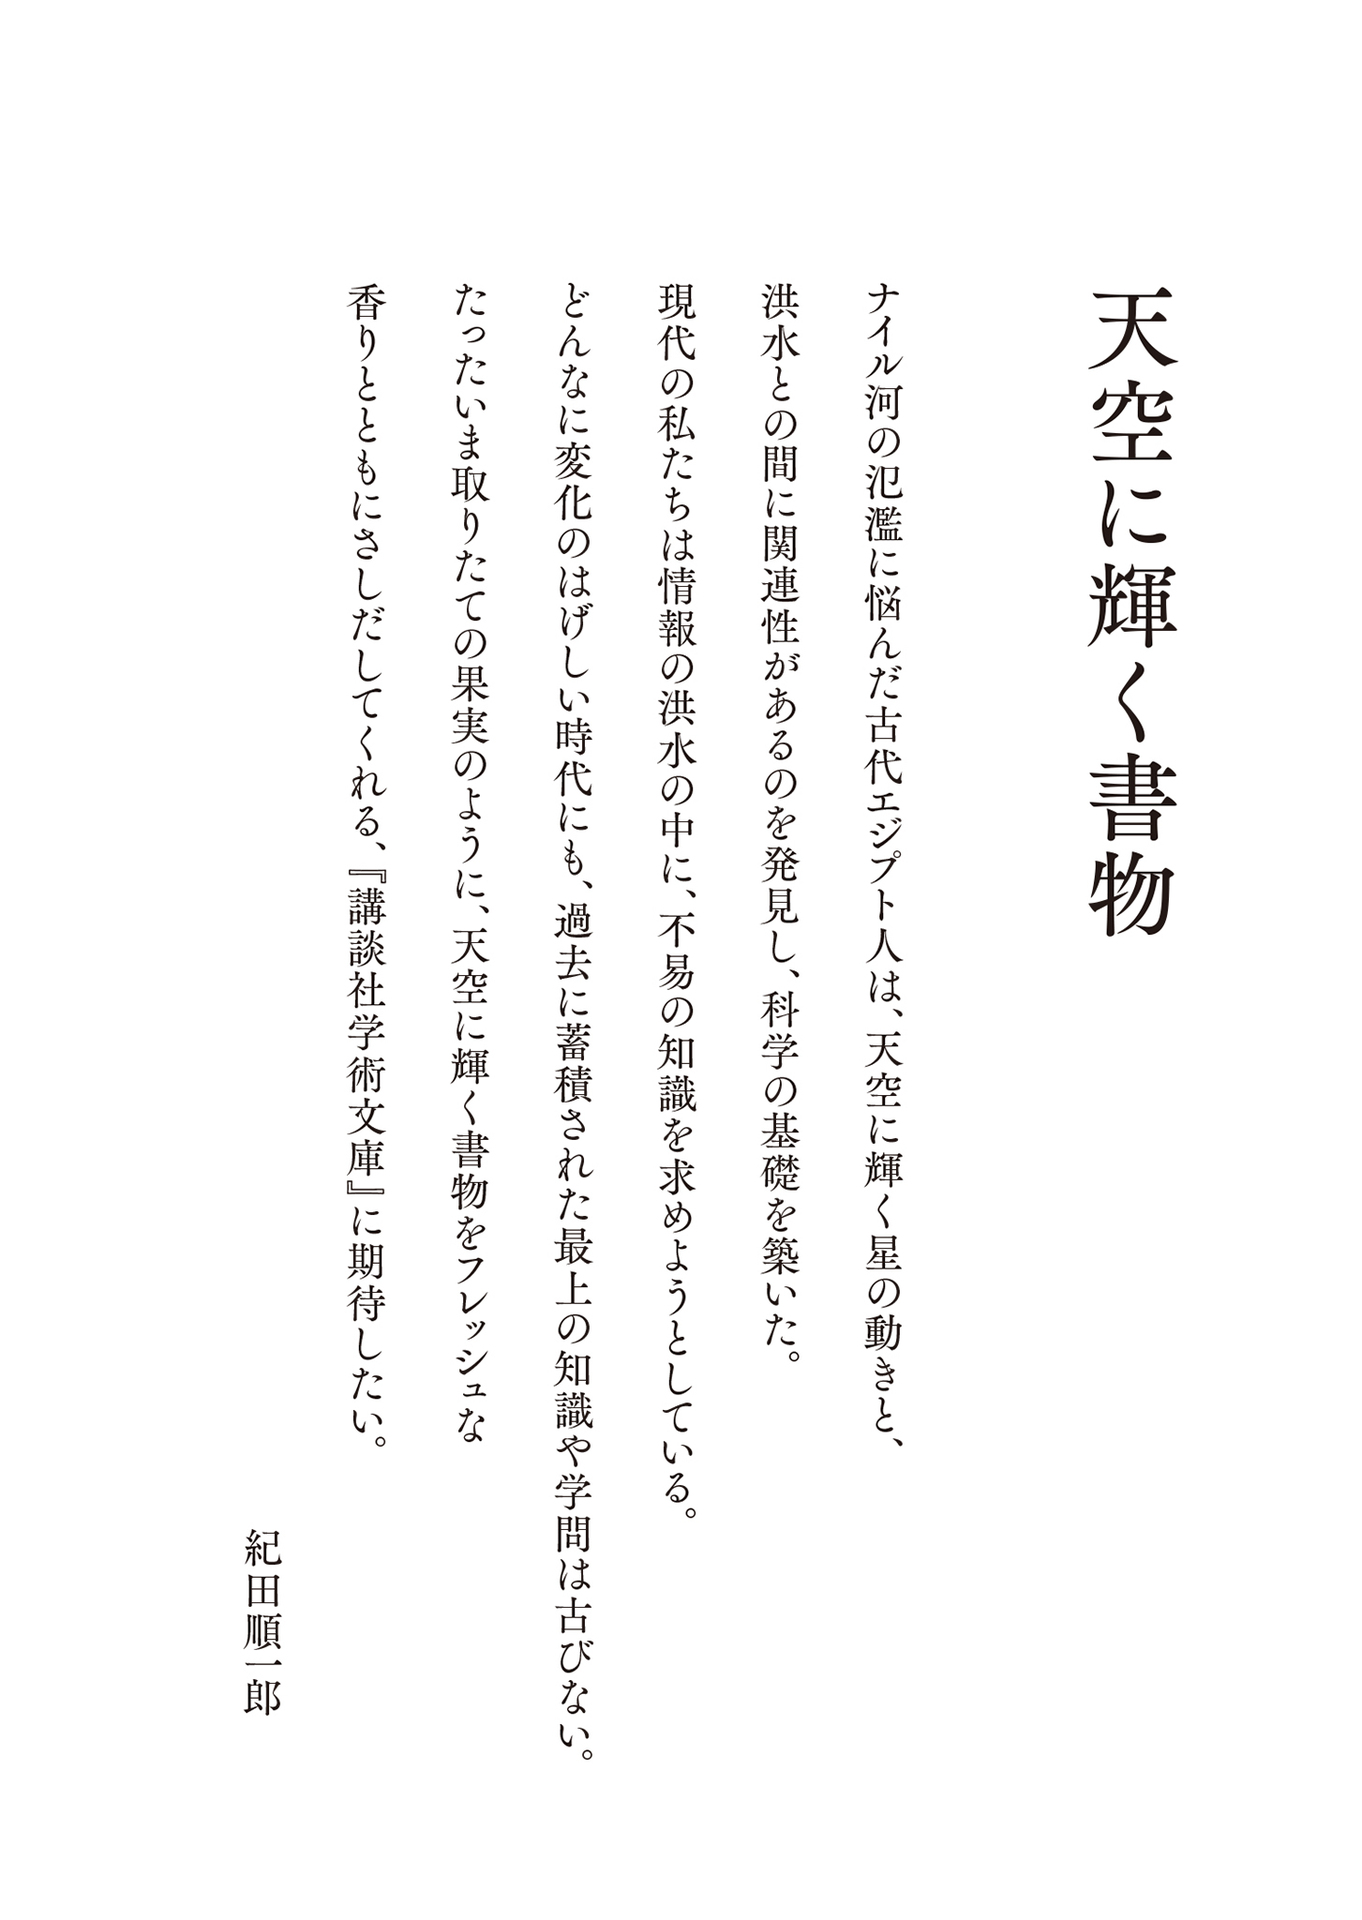 天空に輝く書物
ナイル河の氾濫に悩んだ古代エジプト人は、天空に輝く星の動きと、
洪水との間に関連性があるのを発見し、科学の基礎を築いた。
現代の私たちは情報の洪水の中に、不易の知識を求めようとしている。
どんなに変化のはげしい時代にも、過去に蓄積された最上の知識や学問は古びない。
たったいま取りたての果実のように、天空に輝く書物をフレッシュな
香りとともにさしだしてくれる、『講談社学術文庫』に期待したい。
紀田順一郎